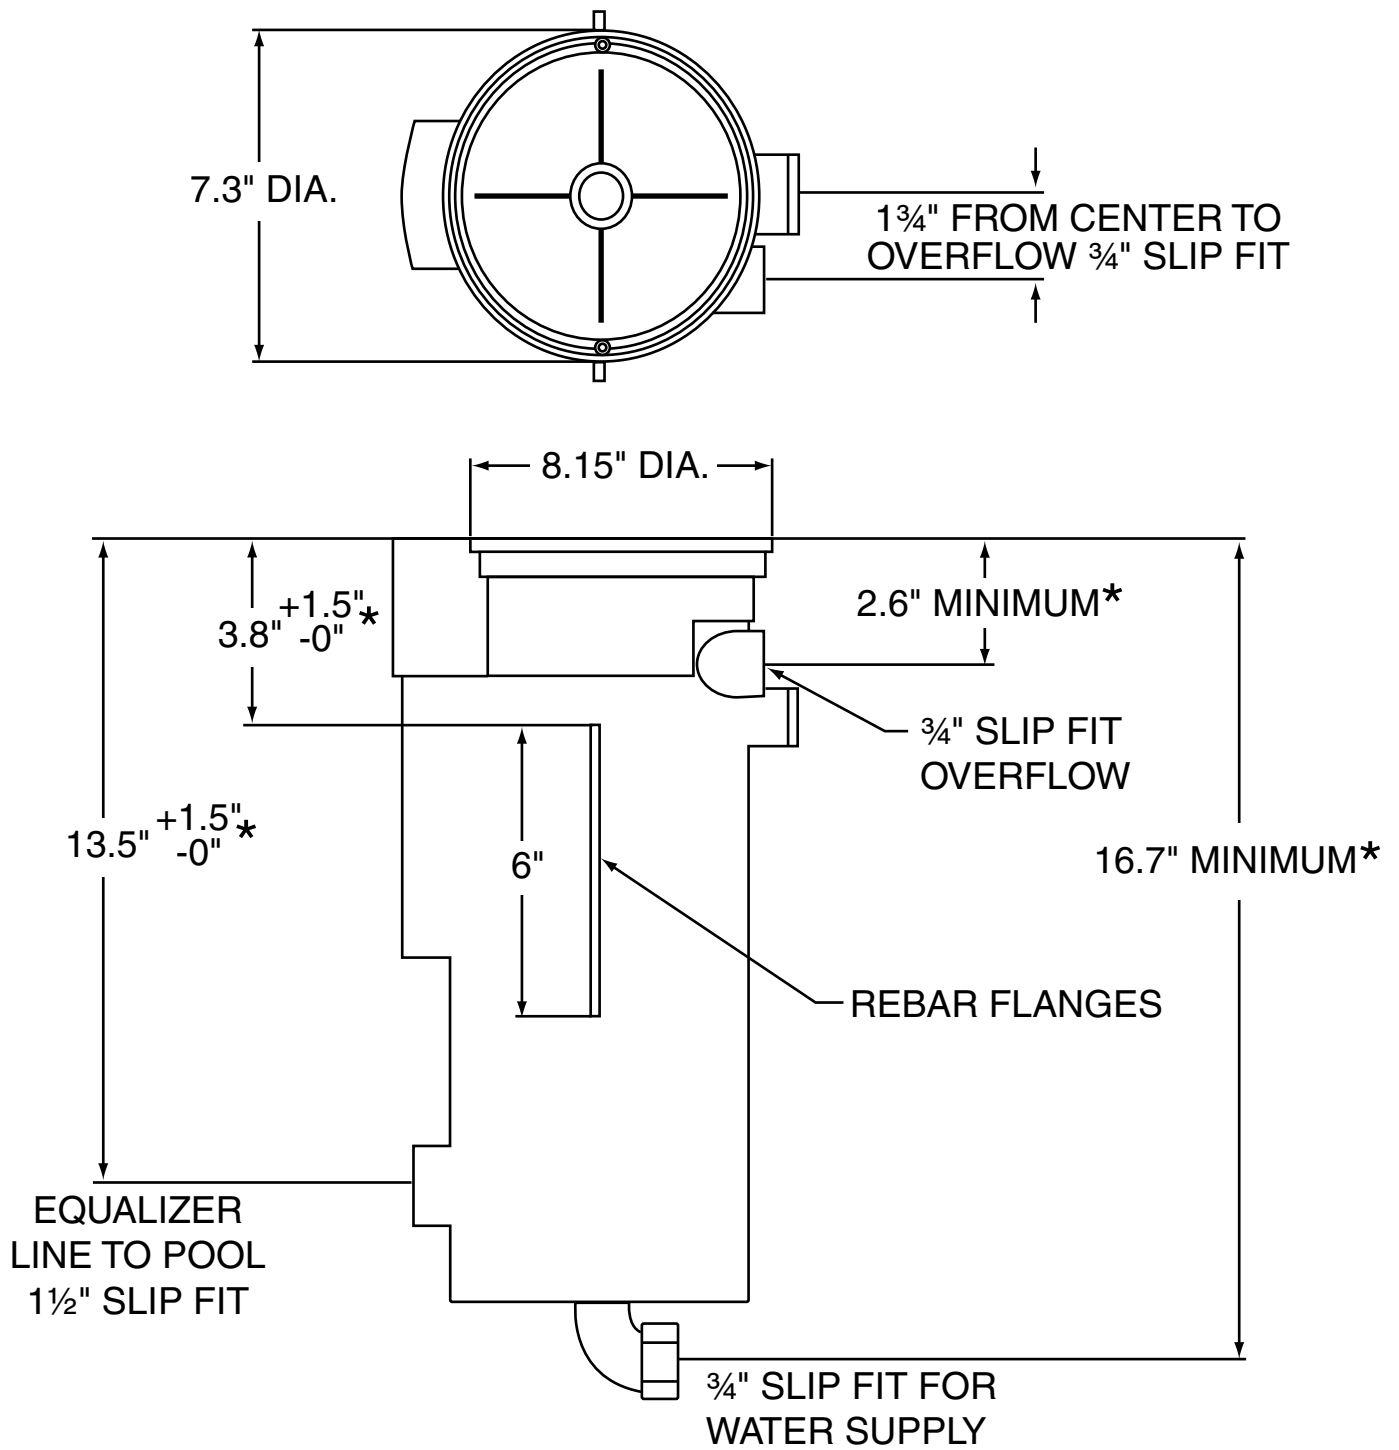 7.3" DIA.
1¾" FROM CENTER TO
OVERFLOW ¾" SLIP FIT
8.15" DIA.
3.8" +1.5" -0" *
2.6" MINIMUM*
¾" SLIP FIT
OVERFLOW
13.5" +1.5" -0" *
6"
16.7" MINIMUM*
REBAR FLANGES
EQUALIZER
LINE TO POOL
1½" SLIP FIT
¾" SLIP FIT FOR
WATER SUPPLY